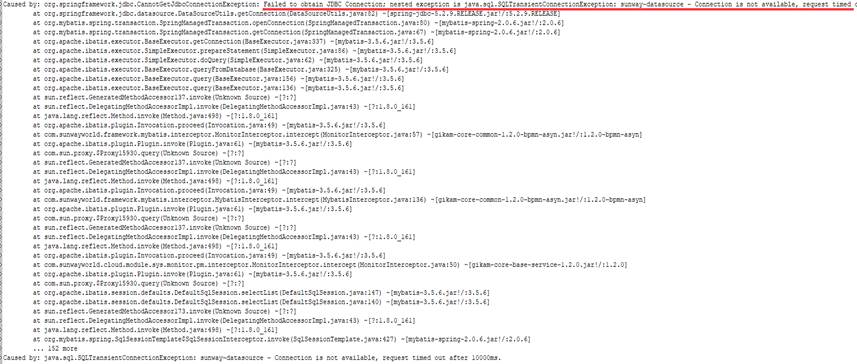 Caused by: org.springframework.jdbc.CannotGetJdbcConnectionException: Failed to obtain JDBC Connection; nested exception is java.sql.SQLTransientConnectionException: sunway-datasource - Connection is not available, request timed
at org.springframework.jdbc.datasource.DataSourceUtils.getConnection(DataSourceUtils.java:82) ~[spring-jdbc-5.2.9.RELEASE.jar!/:5.2.9.RELEASE]
at org.mybatis.spring.transaction.SpringManagedTransaction.openConnection(SpringManagedTransaction.java:80) ~[mybatis-spring-2.0.6.jar!/:2.0.6]
at org.mybatis.spring.transaction.SpringManagedTransaction.getConnection(SpringManagedTransaction.java:67) ~[mybatis-spring-2.0.6.jar!/:2.0.6]
at org.apache.ibatis.executor.BaseExecutor.getConnection(BaseExecutor.java:337) ~[mybatis-3.5.6.jar!/:3.5.6]
at org.apache.ibatis.executor.SimpleExecutor.prepareStatement(SimpleExecutor.java:86) ~[mybatis-3.5.6.jar!/:3.5.6]
at org.apache.ibatis.executor.SimpleExecutor.doQuery(SimpleExecutor.java:62) ~[mybatis-3.5.6.jar!/:3.5.6]
at org.apache.ibatis.executor.BaseExecutor.queryFromDatabase(BaseExecutor.java:325) ~[mybatis-3.5.6.jar!/:3.5.6]
at org.apache.ibatis.executor.BaseExecutor.query(BaseExecutor.java:156) ~[mybatis-3.5.6.jar!/:3.5.6]
at org.apache.ibatis.executor.BaseExecutor.query(BaseExecutor.java:136) ~[mybatis-3.5.6.jar!/:3.5.6]
at sun.reflect.GeneratedMethodAccessor137.invoke(Unknown Source) ~[?:?]
at sun.reflect.DelegatingMethodAccessorImpl.invoke(DelegatingMethodAccessorImpl.java:43) ~[?:1.8.0_161]
at java.lang.reflect.Method.invoke(Method.java:498) ~[?:1.8.0_161]
at org.apache.ibatis.plugin.Invocation.proceed(Invocation.java:49) ~[mybatis-3.5.6.jar!/:3.5.6]
at com.sunwayworld.framework.mybatis.interceptor.MonitorInterceptor.intercept(MonitorInterceptor.java:57) ~[gikam-core-common-1.2.0-bpmn-asyn.jar!/:1.2.0-bpmn-asyn]
at org.apache.ibatis.plugin.Plugin.invoke(Plugin.java:61) ~[mybatis-3.5.6.jar!/:3.5.6]
at com.sun.proxy.$Proxy15930.query(Unknown Source) ~[?:?]
at sun.reflect.GeneratedMethodAccessor137.invoke(Unknown Source) ~[?:?]
at sun.reflect.DelegatingMethodAccessorImpl.invoke(DelegatingMethodAccessorImpl.java:43) ~[?:1.8.0_161]
at java.lang.reflect.Method.invoke(Method.java:498) ~[?:1.8.0_161]
at org.apache.ibatis.plugin.Invocation.proceed(Invocation.java:49) ~[mybatis-3.5.6.jar!/:3.5.6]
at com.sunwayworld.framework.mybatis.interceptor.MybatisInterceptor.intercept(MybatisInterceptor.java:136) ~[gikam-core-common-1.2.0-bpmn-asyn.jar!/:1.2.0-bpmn-asyn]
at org.apache.ibatis.plugin.Plugin.invoke(Plugin.java:61) ~[mybatis-3.5.6.jar!/:3.5.6]
at com.sun.proxy.$Proxy15930.query(Unknown Source) ~[?:?]
at sun.reflect.GeneratedMethodAccessor137.invoke(Unknown Source) ~[?:?]
at sun.reflect.DelegatingMethodAccessorImpl.invoke(DelegatingMethodAccessorImpl.java:43) ~[?:1.8.0_161]
at java.lang.reflect.Method.invoke(Method.java:498) ~[?:1.8.0_161]
at org.apache.ibatis.plugin.Invocation.proceed(Invocation.java:49) ~[mybatis-3.5.6.jar!/:3.5.6]
at com.sunwayworld.cloud.module.sys.monitor.pm.interceptor.MonitorInterceptor.intercept(MonitorInterceptor.java:50) ~[gikam-core-base-service-1.2.0.jar!/:1.2.0]
at org.apache.ibatis.plugin.Plugin.invoke(Plugin.java:61) ~[mybatis-3.5.6.jar!/:3.5.6]
at com.sun.proxy.$Proxy15930.query(Unknown Source) ~[?:?]
at org.apache.ibatis.session.defaults.DefaultSqlSession.selectList(DefaultSqlSession.java:147) ~[mybatis-3.5.6.jar!/:3.5.6]
at org.apache.ibatis.session.defaults.DefaultSqlSession.selectList(DefaultSqlSession.java:140) ~[mybatis-3.5.6.jar!/:3.5.6]
at sun.reflect.GeneratedMethodAccessor173.invoke(Unknown Source) ~[?:?]
at sun.reflect.DelegatingMethodAccessorImpl.invoke(DelegatingMethodAccessorImpl.java:43) ~[?:1.8.0_161]
at java.lang.reflect.Method.invoke(Method.java:498) ~[?:1.8.0_161]
at org.mybatis.spring.SqlSessionTemplate$SqlSessionInterceptor.invoke(SqlSessionTemplate.java:427) ~[mybatis-spring-2.0.6.jar!/:2.0.6]
... 152 more
Caused by: java.sql.SQLTransientConnectionException: sunway-datasource - Connection is not available, request timed out after 10000ms.